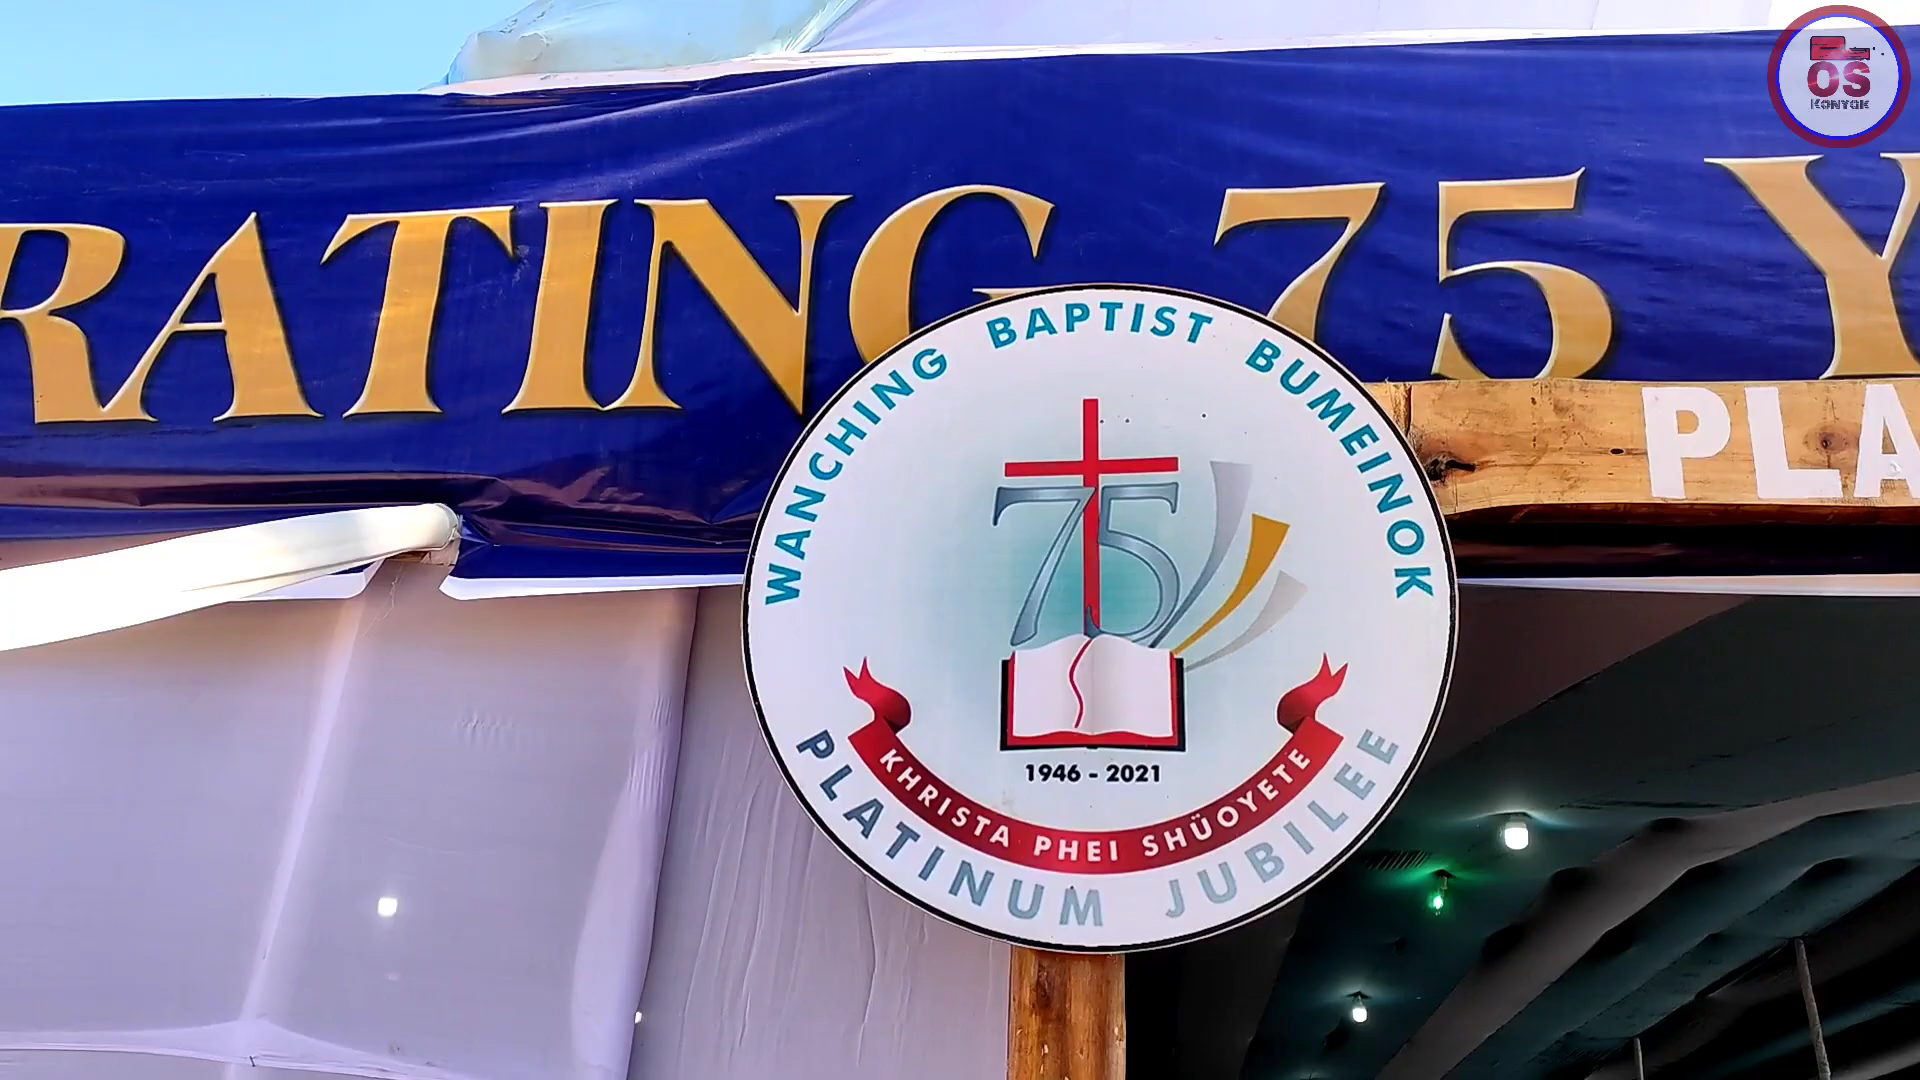 OS
KONYAK
RATING 75 Y
PLA
WANCHING BAPTIST BUMEINOK
75
1946 - 2021
KHRISTA PHEI SHÜOYETE
PLATINUM JUBILEE